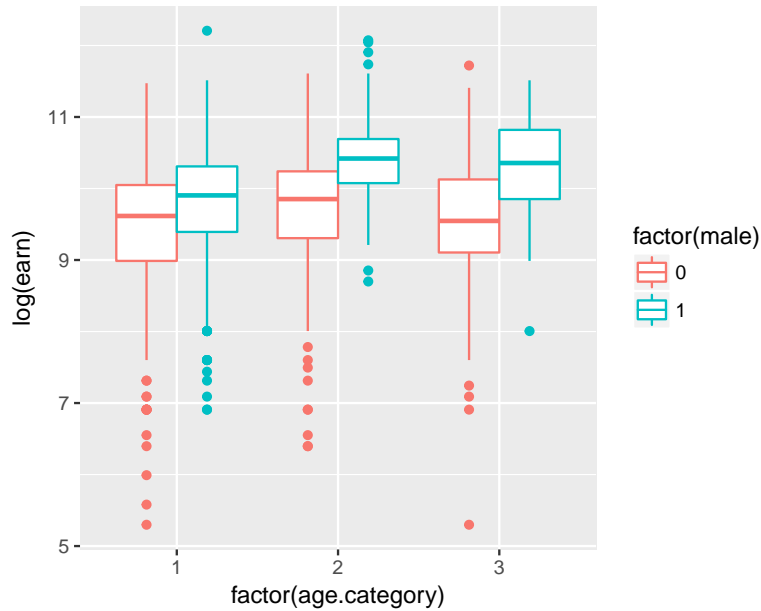 11
9
7
5
log(earn)
1 2 3
factor(age.category)
factor(male)
0
1